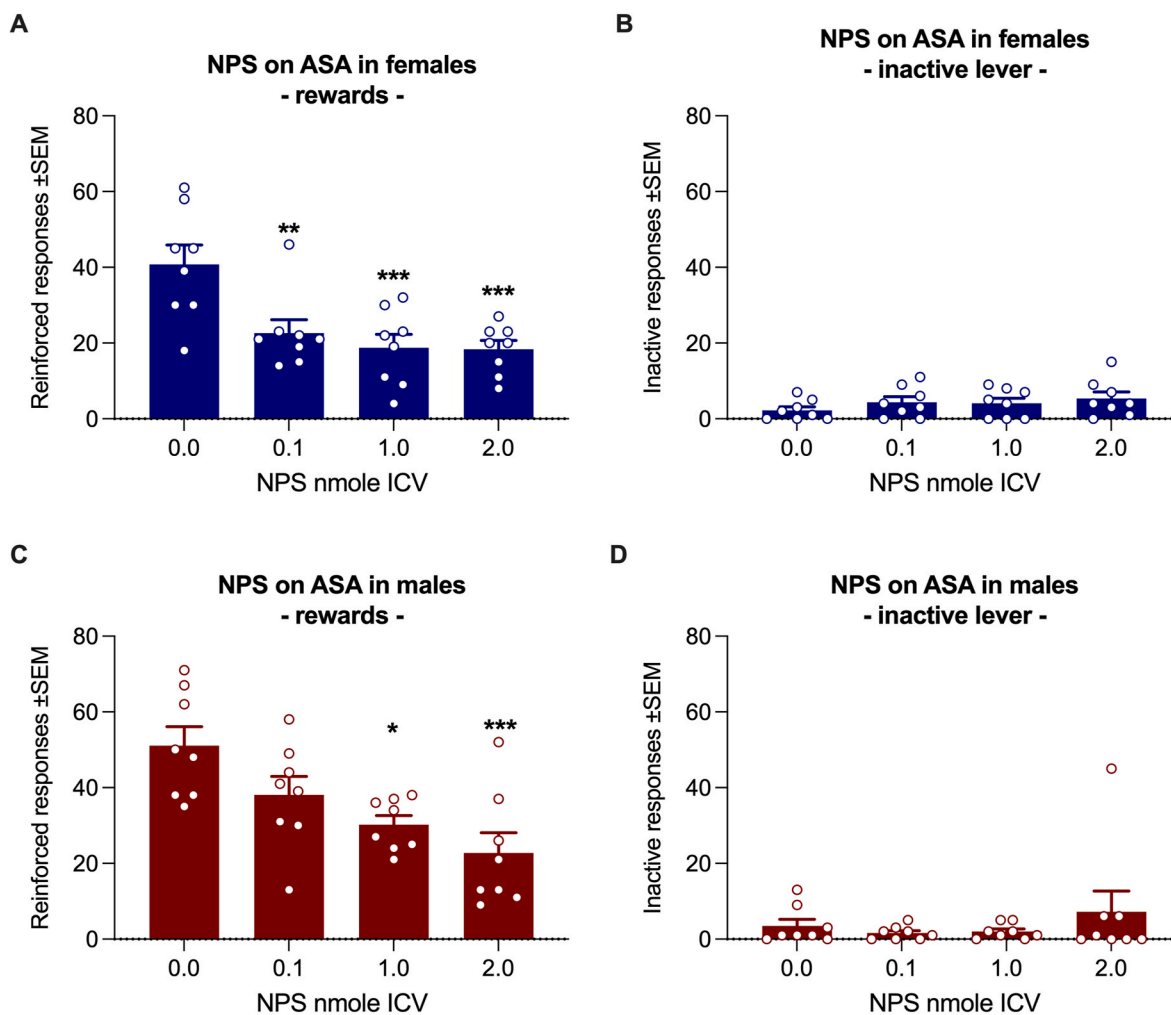 A
NPS on ASA in females
- rewards -
Reinforced responses ±SEM
80
60
40
20
0
**
***
***
0.0 0.1 1.0 2.0
NPS nmole ICV
B
NPS on ASA in females
- inactive lever -
Inactive responses ±SEM
80
60
40
20
0
0.0 0.1 1.0 2.0
NPS nmole ICV
C
NPS on ASA in males
- rewards -
Reinforced responses ±SEM
80
60
40
20
0
*
***
0.0 0.1 1.0 2.0
NPS nmole ICV
D
NPS on ASA in males
- inactive lever -
Inactive responses ±SEM
80
60
40
20
0
0.0 0.1 1.0 2.0
NPS nmole ICV